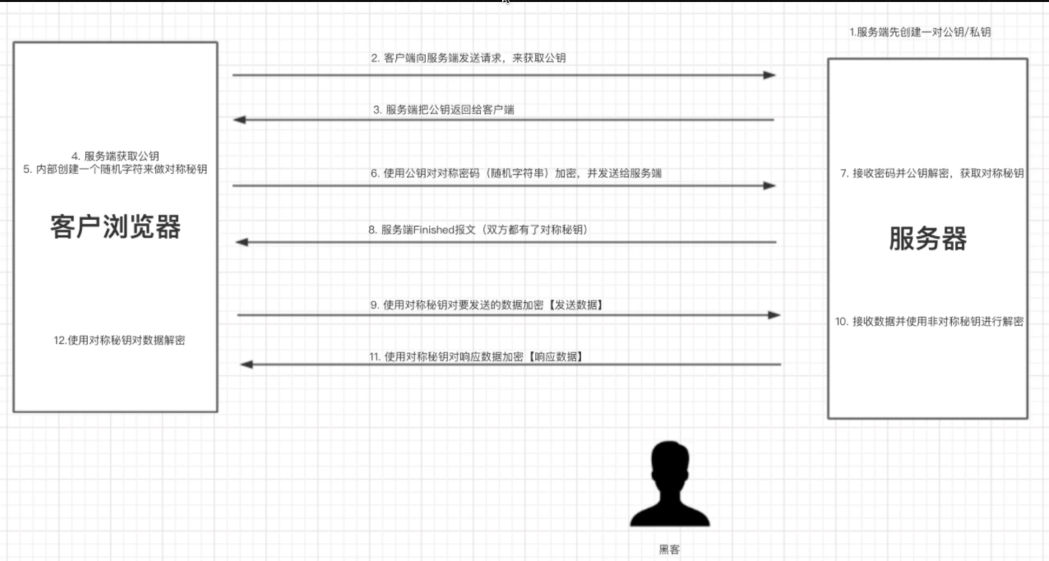 1.服务端先创建一对公钥/私钥
2. 客户端向服务端发送请求，来获取公钥
3. 服务端把公钥返回给客户端
4. 服务端获取公钥
5. 内部创建一个随机字符来做对称秘钥
6. 使用公钥对对称密码（随机字符串）加密，并发送给服务端
7. 接收密码并公钥解密，获取对称秘钥
客户浏览器
8. 服务端Finished报文（双方都有了对称秘钥）
服务器
9. 使用对称秘钥对要发送的数据加密【发送数据】
10. 接收数据并使用非对称秘钥进行解密
12.使用对称秘钥对数据解密
11. 使用对称秘钥对响应数据加密【响应数据】
黑客